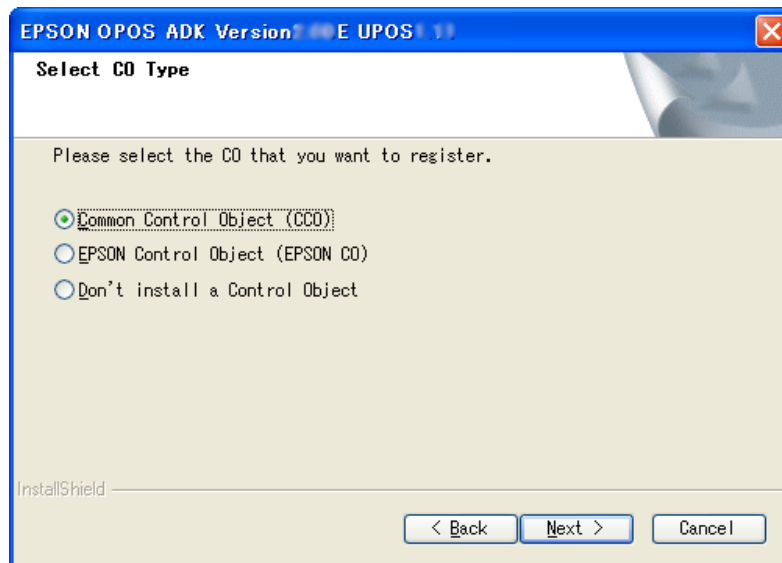 EPSON OPOS ADK Version E UPOS
Select CO Type
Please select the CO that you want to register.
Common Control Object (CCO)
EPSON Control Object (EPSON CO)
Don't install a Control Object
InstallShield
< Back Next > Cancel